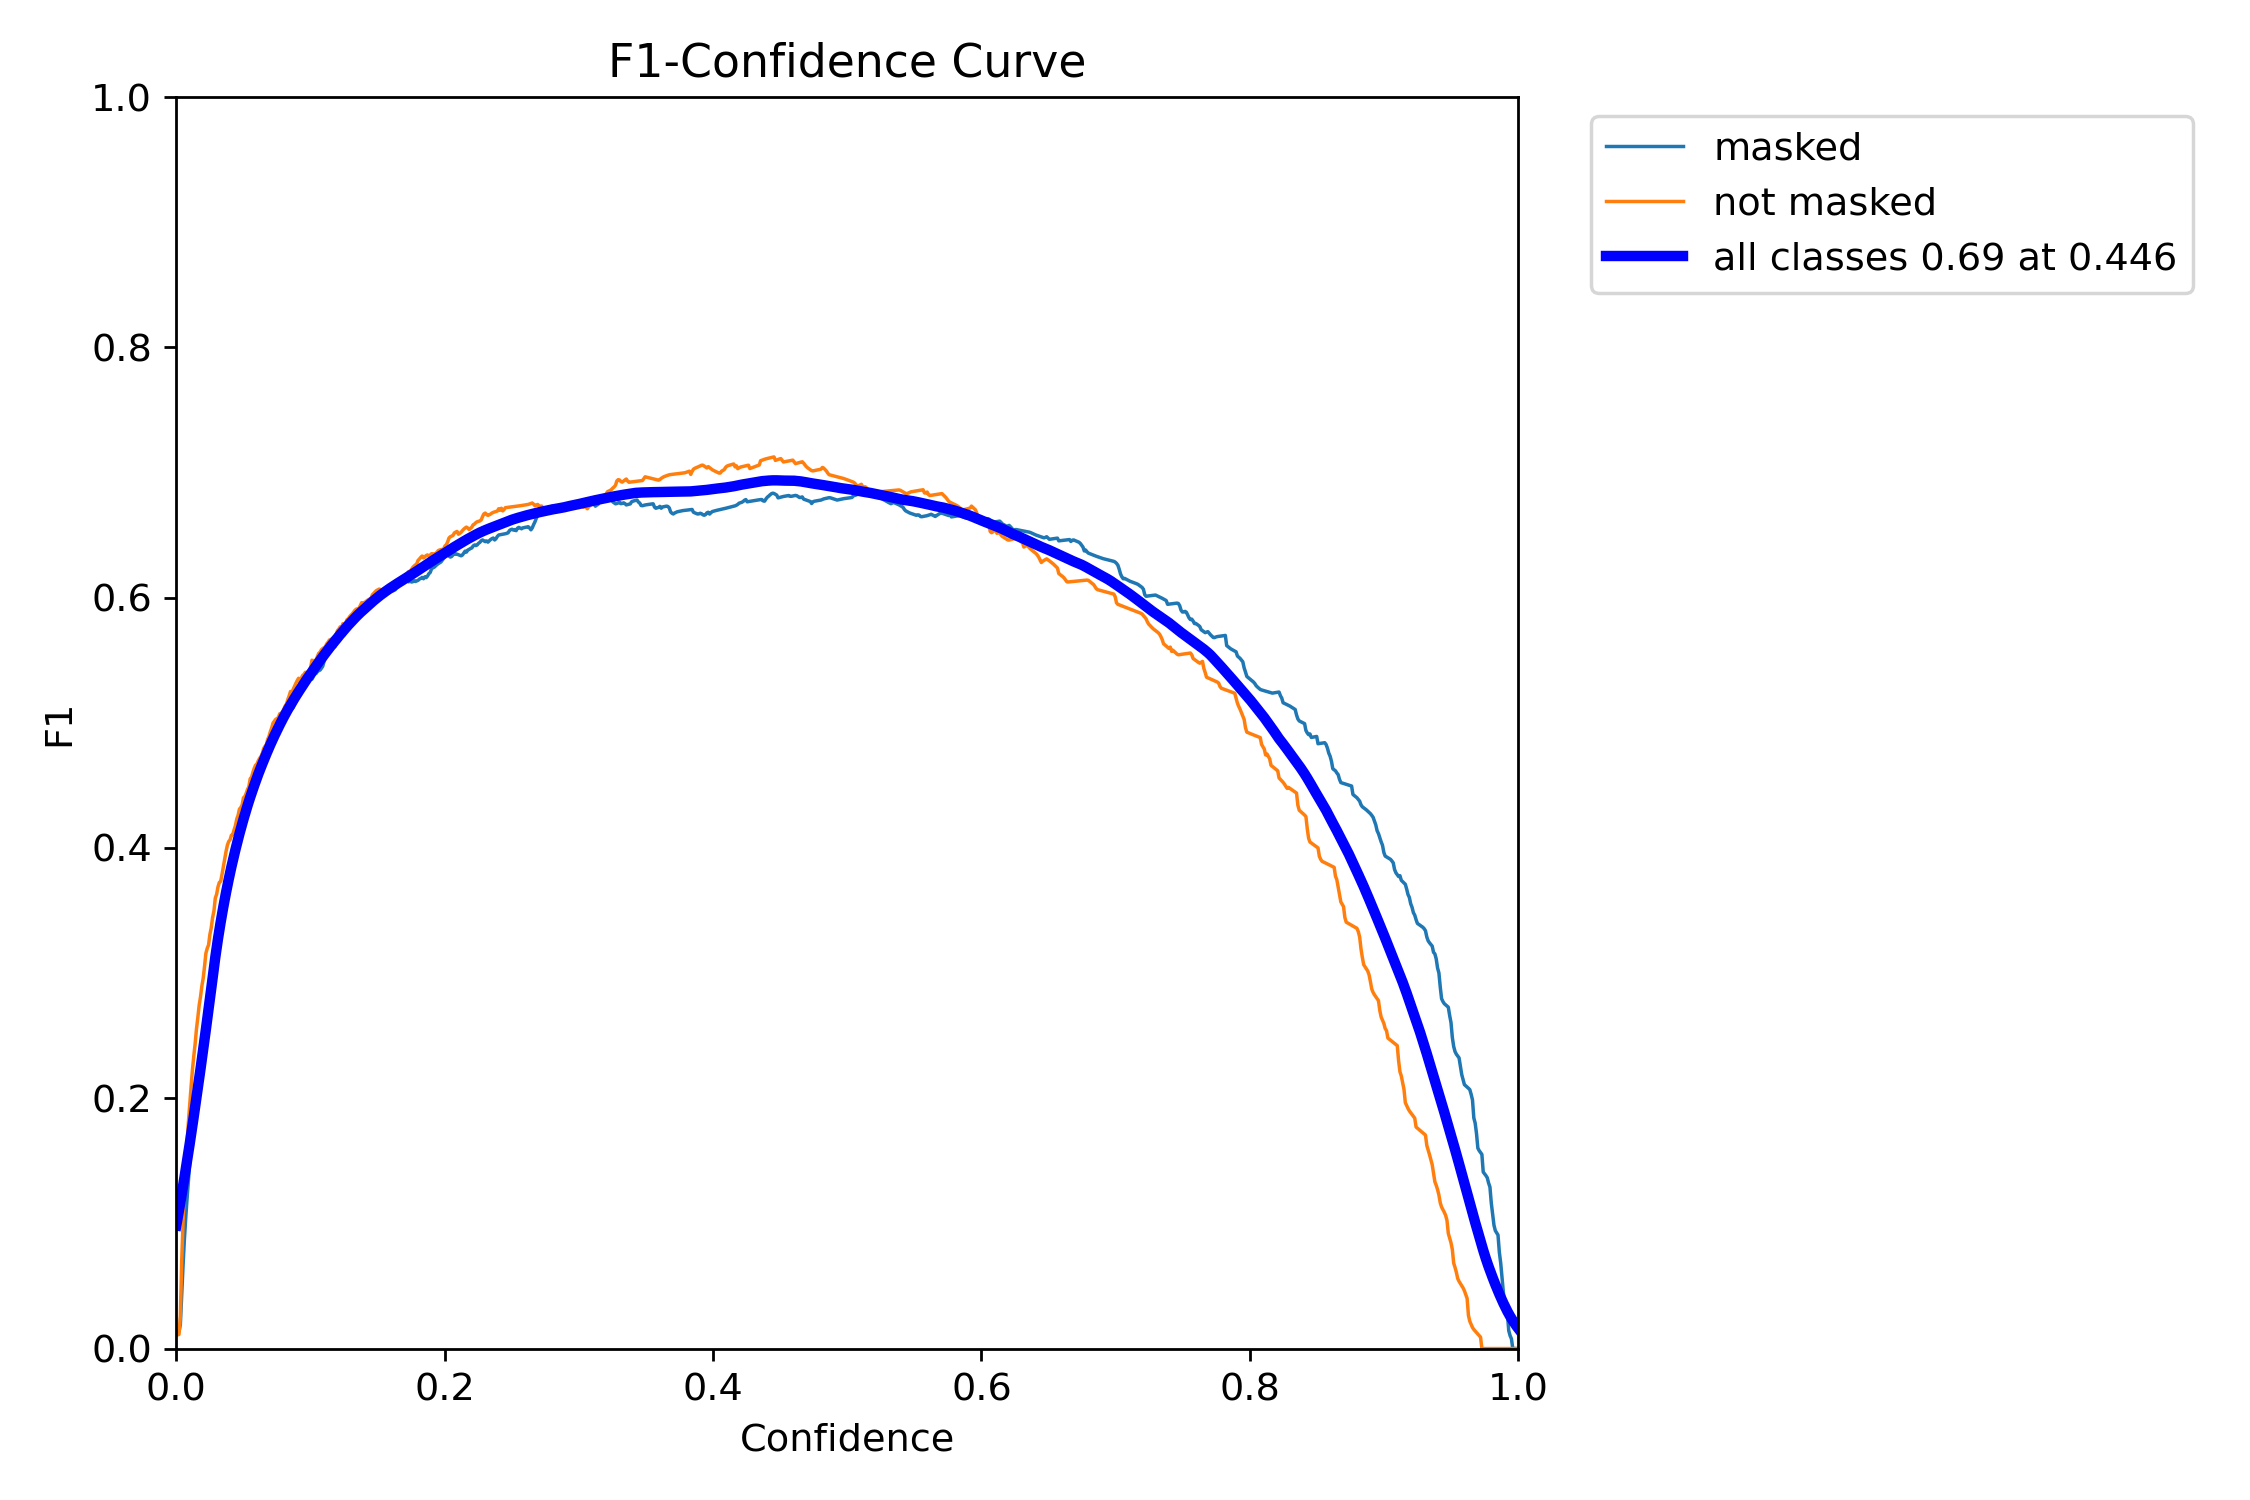 F1-Confidence Curve
masked
not masked
all classes 0.69 at 0.446
F1
1.0
0.8
0.6
0.4
0.2
0.0
0.0 0.2 0.4 0.6 0.8 1.0
Confidence